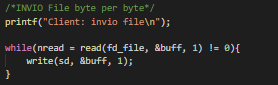 /*INVIO File byte per byte*/
printf("Client: invio file\n");
while(nread = read(fd_file, &buff, 1) != 0){
write(sd, &buff, 1);
}